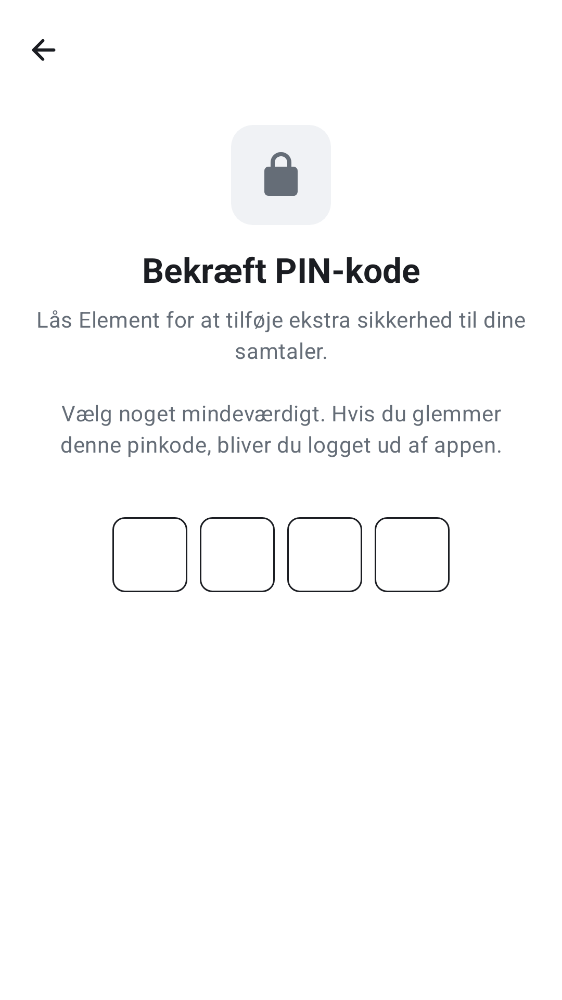 Bekræft PIN-kode
Lås Element for at tilføje ekstra sikkerhed til dine
samtaler.
Vælg noget mindeværdigt. Hvis du glemmer
denne pinkode, bliver du logget ud af appen.